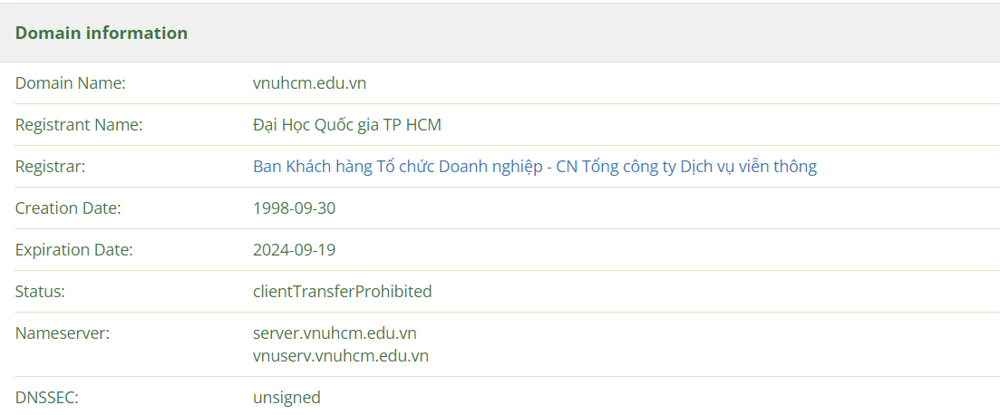 Domain information
Domain Name: vnuhcm.edu.vn
Registrant Name: Đại Học Quốc gia TP HCM
Registrar: Ban Khách hàng Tổ chức Doanh nghiệp - CN Tổng công ty Dịch vụ viễn thông
Creation Date: 1998-09-30
Expiration Date: 2024-09-19
Status: clientTransferProhibited
Nameserver: server.vnuhcm.edu.vn
vnuserv.vnuhcm.edu.vn
DNSSEC: unsigned